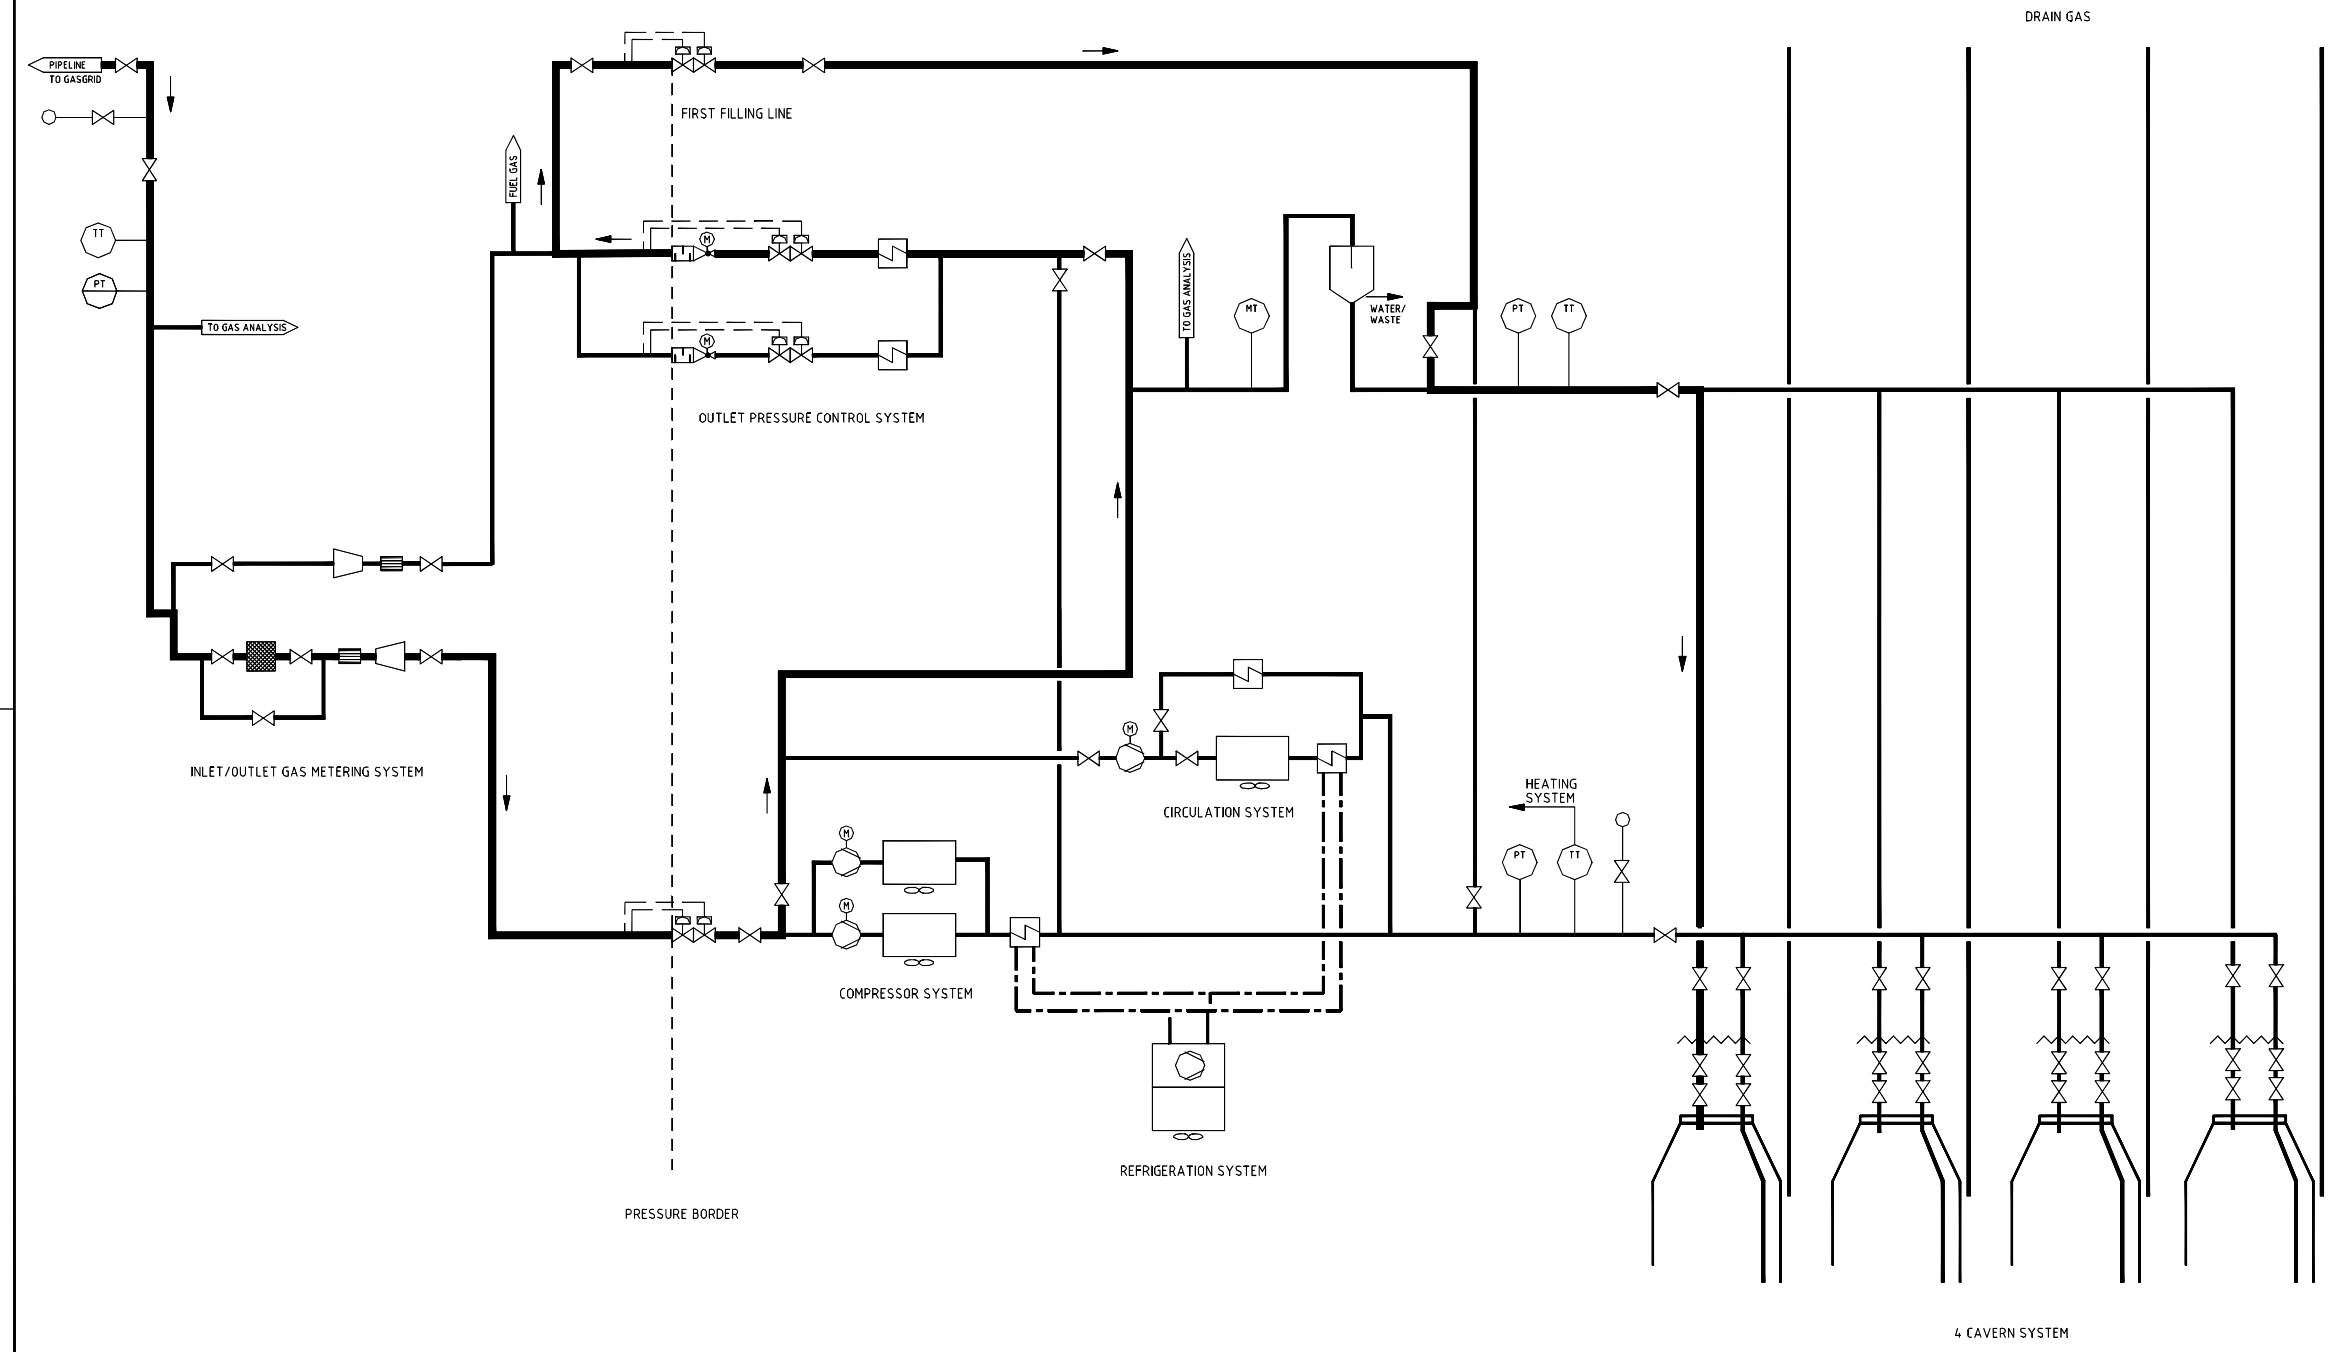 DRAIN GAS
PIPELINE
TO GASGRID
FIRST FILLING LINE
FUEL GAS
TT
M
PT
TO GAS ANALYSIS
TO GAS ANALYSIS
MT
WATER/
WASTE
PT
TT
M
OUTLET PRESSURE CONTROL SYSTEM
INLET/OUTLET GAS METERING SYSTEM
M
CIRCULATION SYSTEM
HEATING
SYSTEM
M
PT
TT
M
COMPRESSOR SYSTEM
REFRIGERATION SYSTEM
PRESSURE BORDER
4 CAVERN SYSTEM